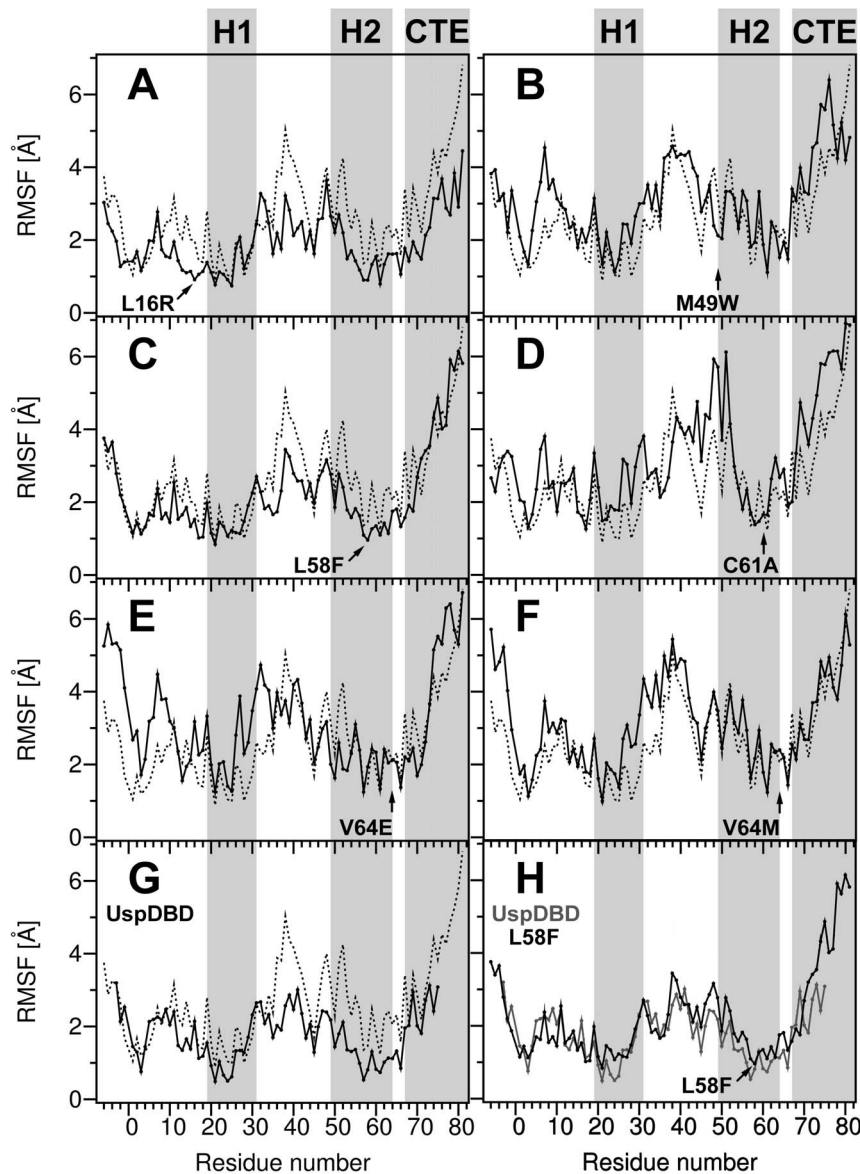 H1 H2 CTE H1 H2 CTE
A B
RMSF [Å]
6
4
2
0
L16R M49W
C D
RMSF [Å]
6
4
2
0
L58F C61A
E F
RMSF [Å]
6
4
2
0
V64E V64M
G H
UspDBD UspDBD
L58F
RMSF [Å]
6
4
2
0
L58F
0 10 20 30 40 50 60 70 80 0 10 20 30 40 50 60 70 80
Residue number Residue number